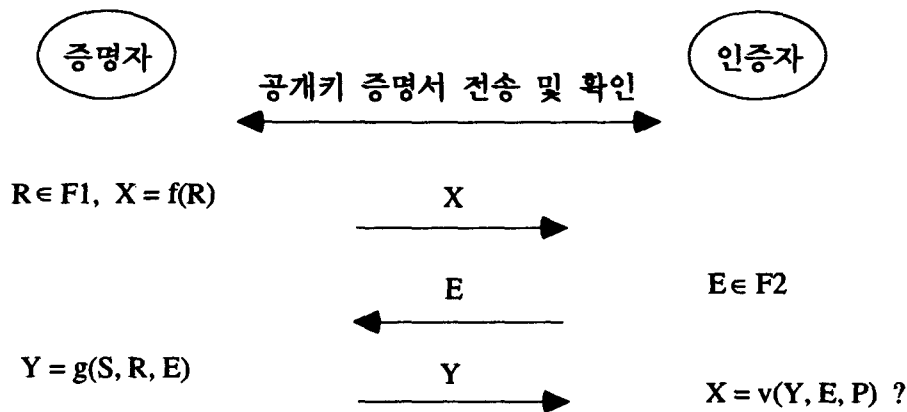 증명자
인증자
공개키 증명서 전송 및 확인
R ∈ F1, X = f(R)
X
E
E ∈ F2
Y = g(S, R, E)
Y
X = v(Y, E, P) ?